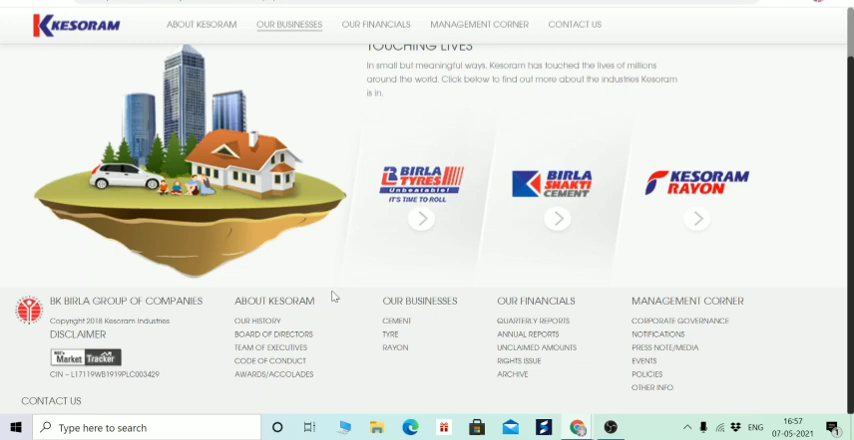 KESORAM
ABOUT KESORAM
OUR BUSINESSES
OUR FINANCIALS
MANAGEMENT CORNER
CONTACT US
TOUCHING LIVES
In small but meaningful ways, Kesoram has touched the lives of millions
around the world. Click below to find out more about the industries Kesoram
is in.
BIRLA
TYRES
Unbeatable!
IT'S TIME TO ROLL
BIRLA
SHAKTI
CEMENT
KESORAM
RAYON
BK BIRLA GROUP OF COMPANIES
Copyright 2018 Kesoram Industries
DISCLAIMER
Market Tracker
CIN – L17119WB1919PLC003429
CONTACT US
ABOUT KESORAM
OUR HISTORY
BOARD OF DIRECTORS
TEAM OF EXECUTIVES
CODE OF CONDUCT
AWARDS/ACCOLADES
OUR BUSINESSES
CEMENT
TYRE
RAYON
OUR FINANCIALS
QUARTERLY REPORTS
ANNUAL REPORTS
UNCLAIMED AMOUNTS
RIGHTS ISSUE
ARCHIVE
MANAGEMENT CORNER
CORPORATE GOVERNANCE
NOTIFICATIONS
PRESS NOTE/MEDIA
EVENTS
POLICIES
OTHER INFO
Type here to search
ENG
16:57
07-05-2021
1